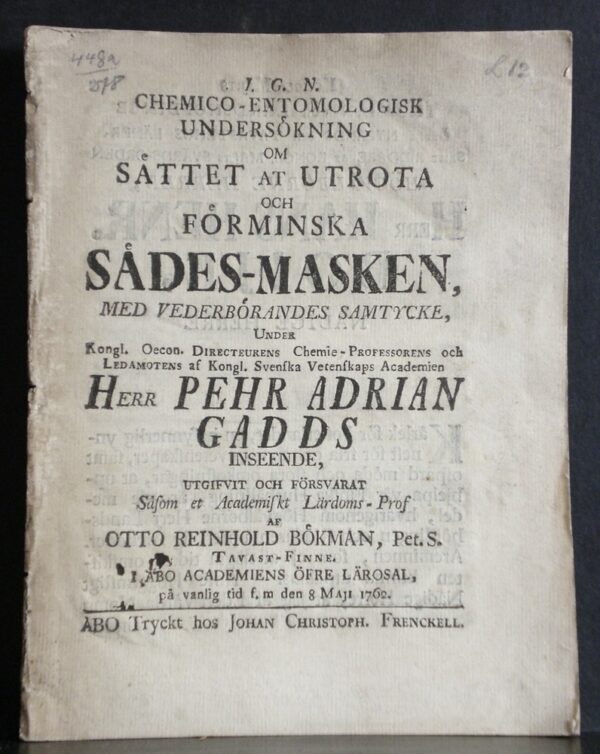 448a
L12
I. G. N.
CHEMICO-ENTOMOLOGISK
UNDERSÖKNING
OM
SÅTTET AT UTROTA
OCH
FÖRMINSKA
SÅDES-MASKEN,
MED VEDERBÖRANDES SAMTYCKE,
UNDER
Kongl. Oecon. DIRECTEURENS Chemie-PROFESSORENS och
LEDAMOTENS af Kongl. Svenſka Vetenſkaps Academien
HERR PEHR ADRIAN
GADDS
INSEENDE,
UTGIFVIT OCH FÖRSVARAT
Såſom et Academiſkt Lärdoms-Prof
AF
OTTO REINHOLD BÖKMAN, Pet. S.
TAVAST-FINNE.
I ÅBO ACADEMIENS ÖFRE LÄROSAL,
på vanlig tid f. m den 8 MAJI 1762.
ÅBO Tryckt hos JOHAN CHRISTOPH. FRENCKELL.